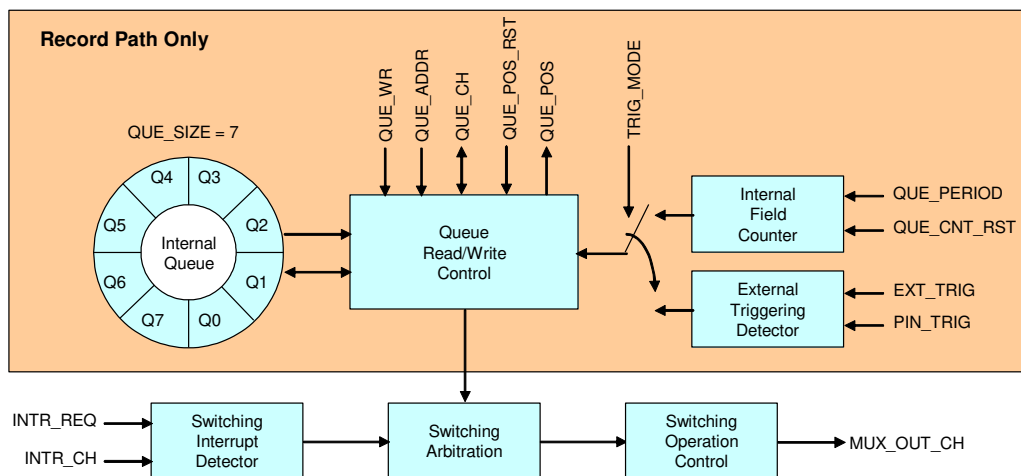 Record Path Only
QUE_WR
QUE_ADDR
QUE_CH
QUE_POS_RST
QUE_POS
TRIG_MODE
QUE_SIZE = 7
Q4
Q3
Q5
Q2
Q6
Q1
Q7
Q0
Internal
Queue
Queue
Read/Write
Control
Internal
Field
Counter
QUE_PERIOD
QUE_CNT_RST
External
Triggering
Detector
EXT_TRIG
PIN_TRIG
INTR_REQ
INTR_CH
Switching
Interrupt
Detector
Switching
Arbitration
Switching
Operation
Control
MUX_OUT_CH